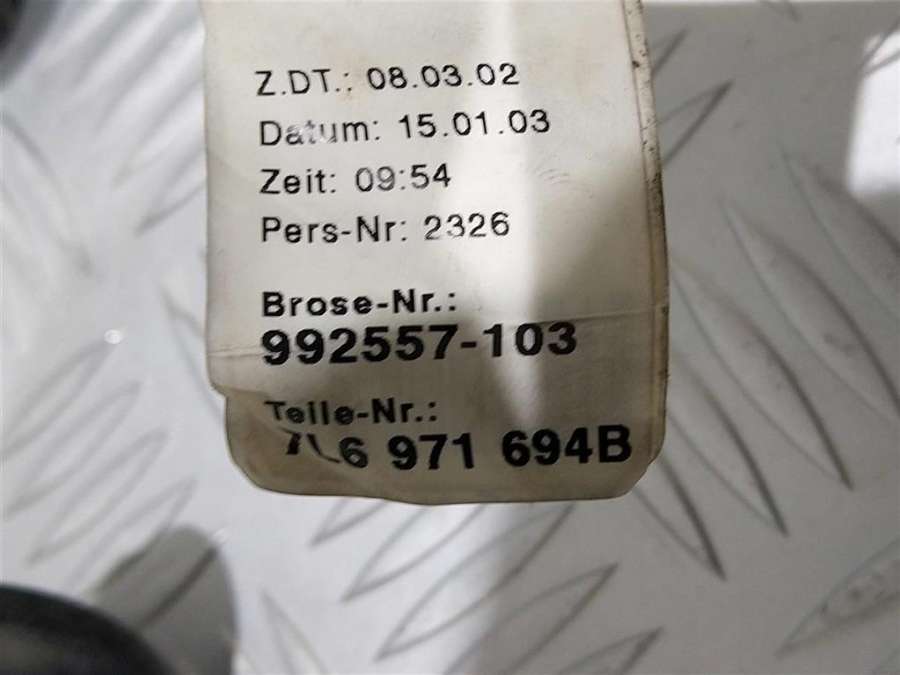 Z.DT.: 08.03.02
Datum: 15.01.03
Zeit: 09:54
Pers-Nr: 2326
Brose-Nr.:
992557-103
Teile-Nr.:
7L6 971 694B